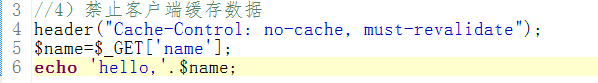 3 //4）禁止客户端缓存数据
4 header("Cache-Control: no-cache, must-revalidate");
5 $name=$_GET['name'];
6 echo 'hello,'.$name;